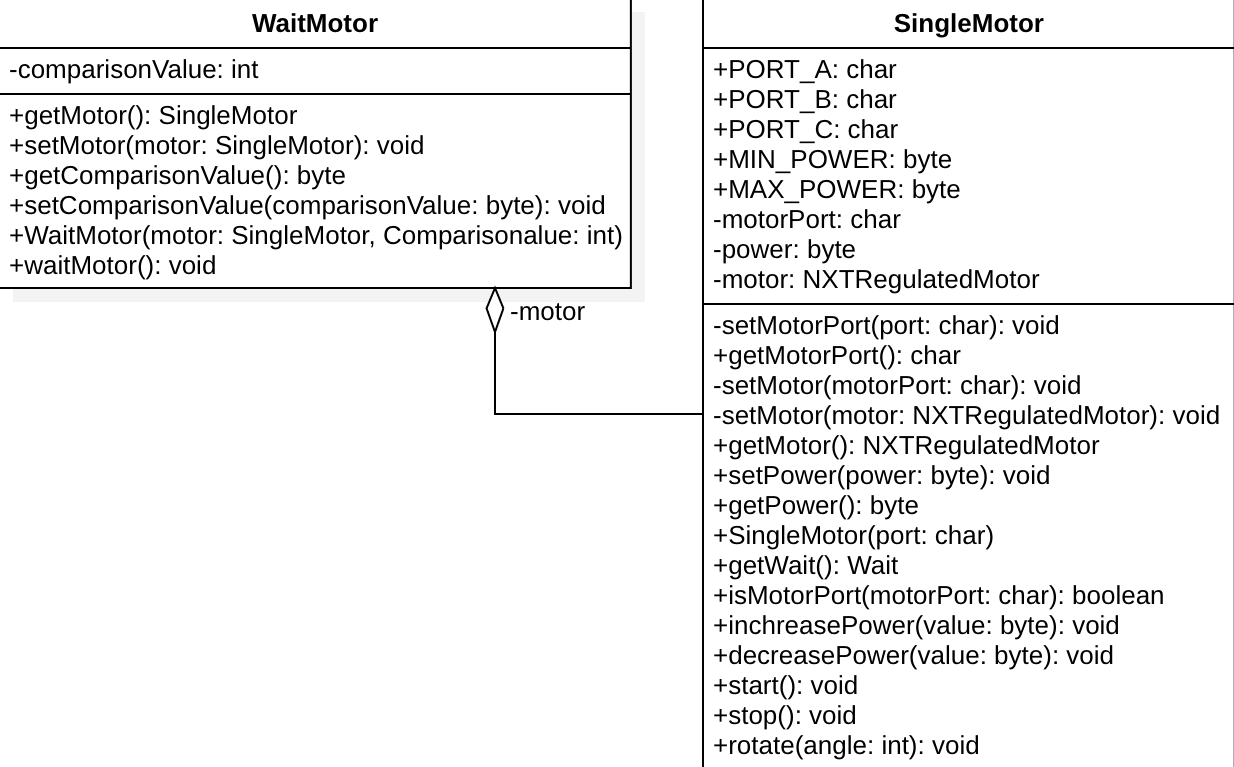 WaitMotor
-comparisonValue: int
+getMotor(): SingleMotor
+setMotor(motor: SingleMotor): void
+getComparisonValue(): byte
+setComparisonValue(comparisonValue: byte): void
+WaitMotor(motor: SingleMotor, Comparisonalue: int)
+waitMotor(): void
-motor
SingleMotor
+PORT_A: char
+PORT_B: char
+PORT_C: char
+MIN_POWER: byte
+MAX_POWER: byte
-motorPort: char
-power: byte
-motor: NXTRegulatedMotor
-setMotorPort(port: char): void
+getMotorPort(): char
-setMotor(motorPort: char): void
-setMotor(motor: NXTRegulatedMotor): void
+getMotor(): NXTRegulatedMotor
+setPower(power: byte): void
+getPower(): byte
+SingleMotor(port: char)
+getWait(): Wait
+isMotorPort(motorPort: char): boolean
+inchreasePower(value: byte): void
+decreasePower(value: byte): void
+start(): void
+stop(): void
+rotate(angle: int): void